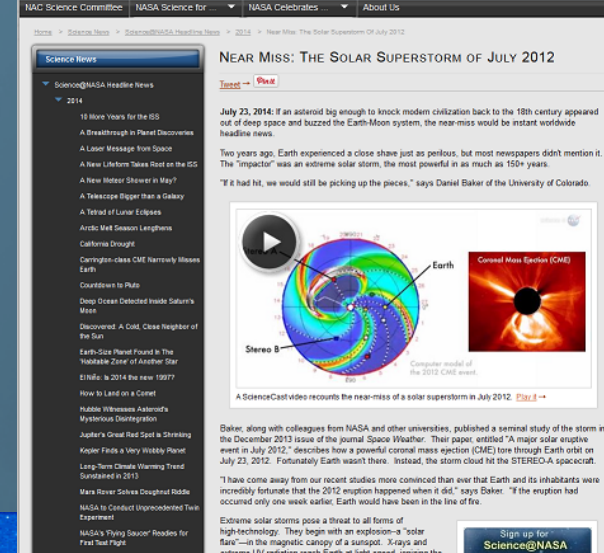 NAC Science Committee
NASA Science for ...
NASA Celebrates ...
About Us
Home > Science News > Science@NASA Headline News > 2014 > Near Miss: The Solar Superstorm Of July 2012
Science News
Science@NASA Headline News
2014
10 More Years for the ISS
A Breakthrough in Planet Discoveries
A Laser Message from Space
A New Lifeform Takes Root on the ISS
A New Meteor Shower in May?
A Telescope Bigger than a Galaxy
A Tetrad of Lunar Eclipses
Arctic Melt Season Lengthens
California Drought
Carrington-class CME Narrowly Misses
Earth
Countdown to Pluto
Deep Ocean Detected Inside Saturn's
Moon
Discovered: A Cold, Close Neighbor of
the Sun
Earth-Size Planet Found In The
'Habitable Zone' of Another Star
El Niño: Is 2014 the new 1997?
How to Land on a Comet
Hubble Witnesses Asteroid's
Mysterious Disintegration
Jupiter's Great Red Spot is Shrinking
Kepler Finds a Very Wobbly Planet
Long-Term Climate Warming Trend
Sustained in 2013
Mars Rover Solves Doughnut Riddle
NASA to Conduct Unprecedented Twin
Experiment
NASA's 'Flying Saucer' Readies for
First Test Flight
NEAR MISS: THE SOLAR SUPERSTORM OF JULY 2012
Tweet
Pin It
July 23, 2014: If an asteroid big enough to knock modern civilization back to the 18th century appeared
out of deep space and buzzed the Earth-Moon system, the near-miss would be instant worldwide
headline news.
Two years ago, Earth experienced a close shave just as perilous, but most newspapers didn't mention it.
The "impactor" was an extreme solar storm, the most powerful in as much as 150+ years.
"If it had hit, we would still be picking up the pieces," says Daniel Baker of the University of Colorado.
Stereo A
Earth
Stereo B
Coronal Mass Ejection (CME)
Computer model of
the 2012 CME event.
A ScienceCast video recounts the near-miss of a solar superstorm in July 2012. Play it
Baker, along with colleagues from NASA and other universities, published a seminal study of the storm in
the December 2013 issue of the journal Space Weather. Their paper, entitled "A major solar eruptive
event in July 2012," describes how a powerful coronal mass ejection (CME) tore through Earth orbit on
July 23, 2012. Fortunately Earth wasn't there. Instead, the storm cloud hit the STEREO-A spacecraft.
"I have come away from our recent studies more convinced than ever that Earth and its inhabitants were
incredibly fortunate that the 2012 eruption happened when it did," says Baker. "If the eruption had
occurred only one week earlier, Earth would have been in the line of fire.
Extreme solar storms pose a threat to all forms of
high-technology. They begin with an explosion--a "solar
flare"—in the magnetic canopy of a sunspot. X-rays and
extreme UV radiation reach Earth at light speed, ionizing the
Sign up for
Science@NASA